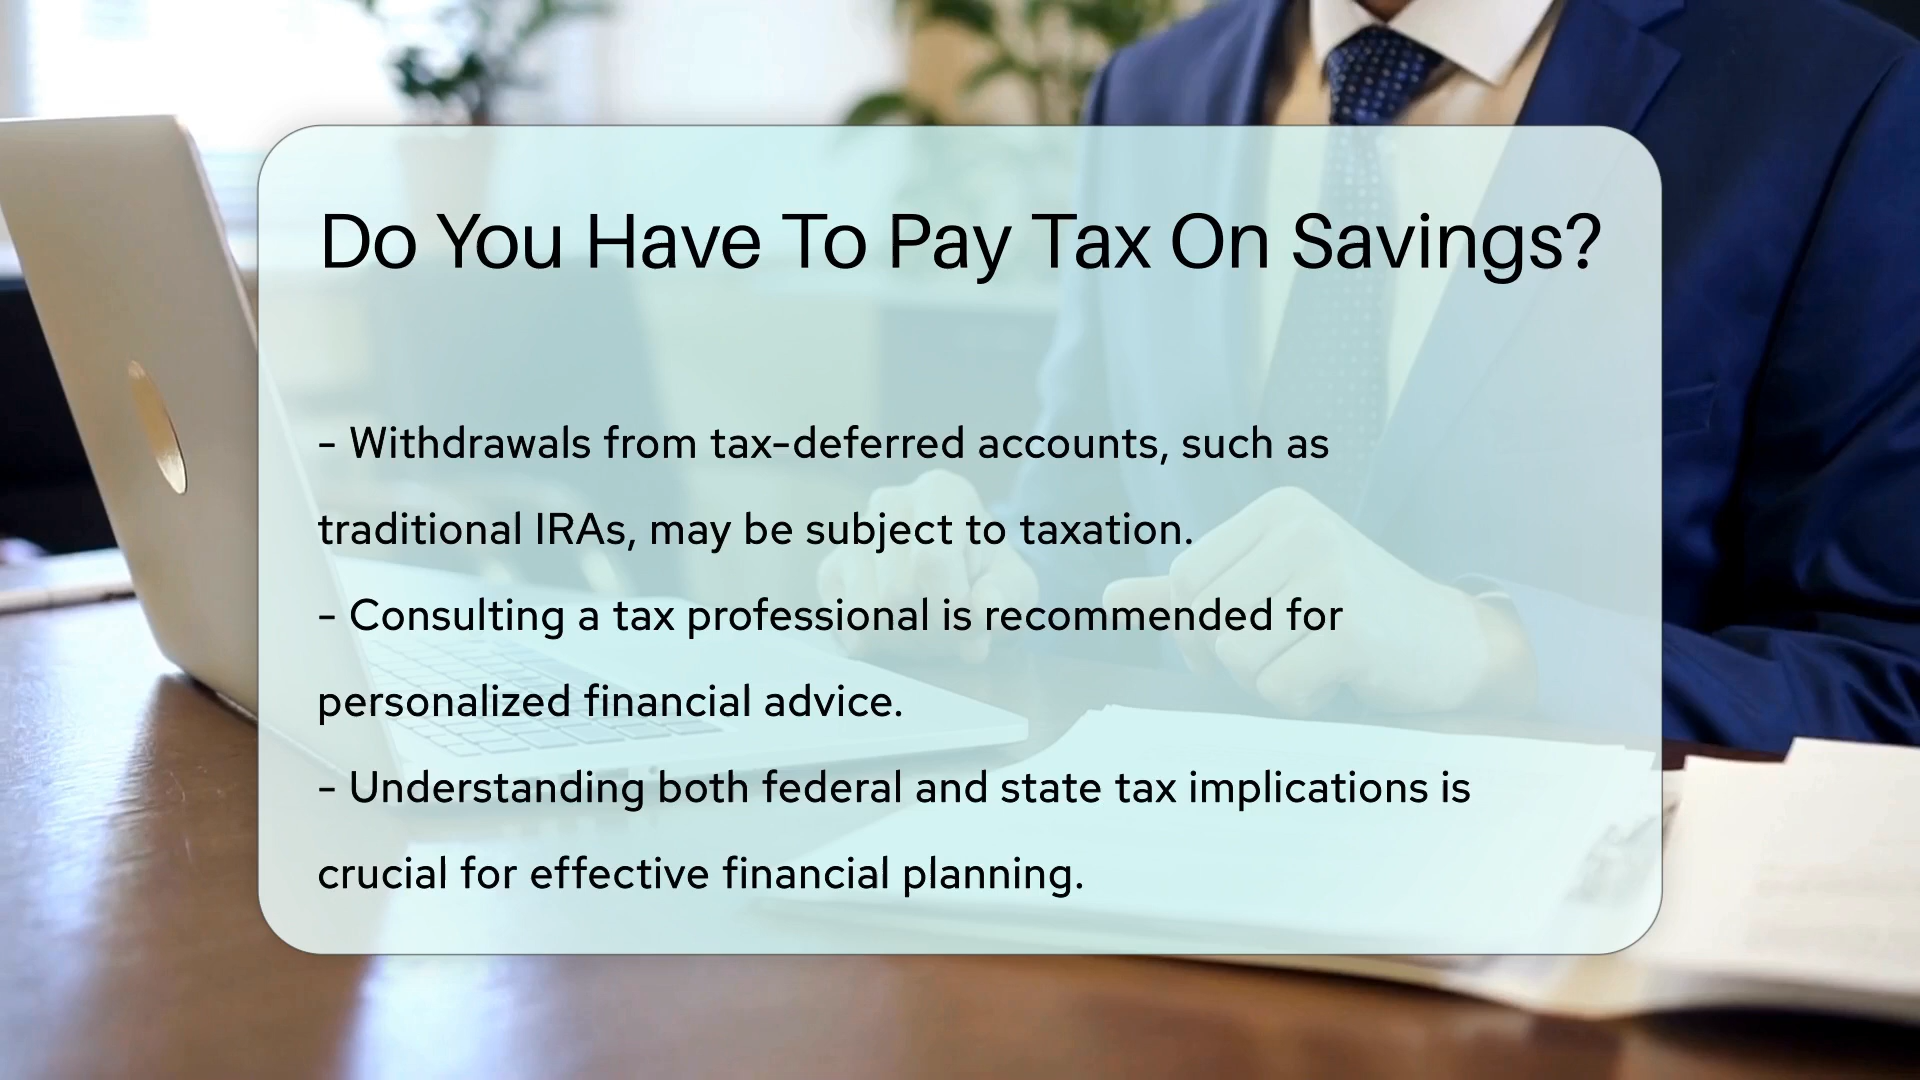 Do You Have To Pay Tax On Savings?
- Withdrawals from tax-deferred accounts, such as
traditional IRAs, may be subject to taxation.
- Consulting a tax professional is recommended for
personalized financial advice.
- Understanding both federal and state tax implications is
crucial for effective financial planning.